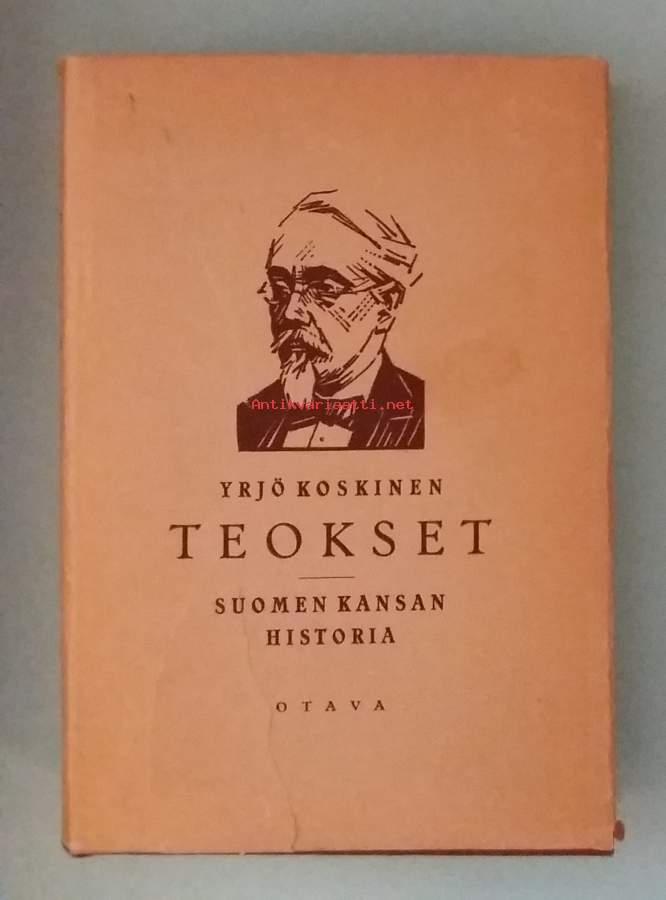 Antikvariaatti.net
YRJÖ KOSKINEN
TEOKSET
SUOMEN KANSAN
HISTORIA
OTAVA